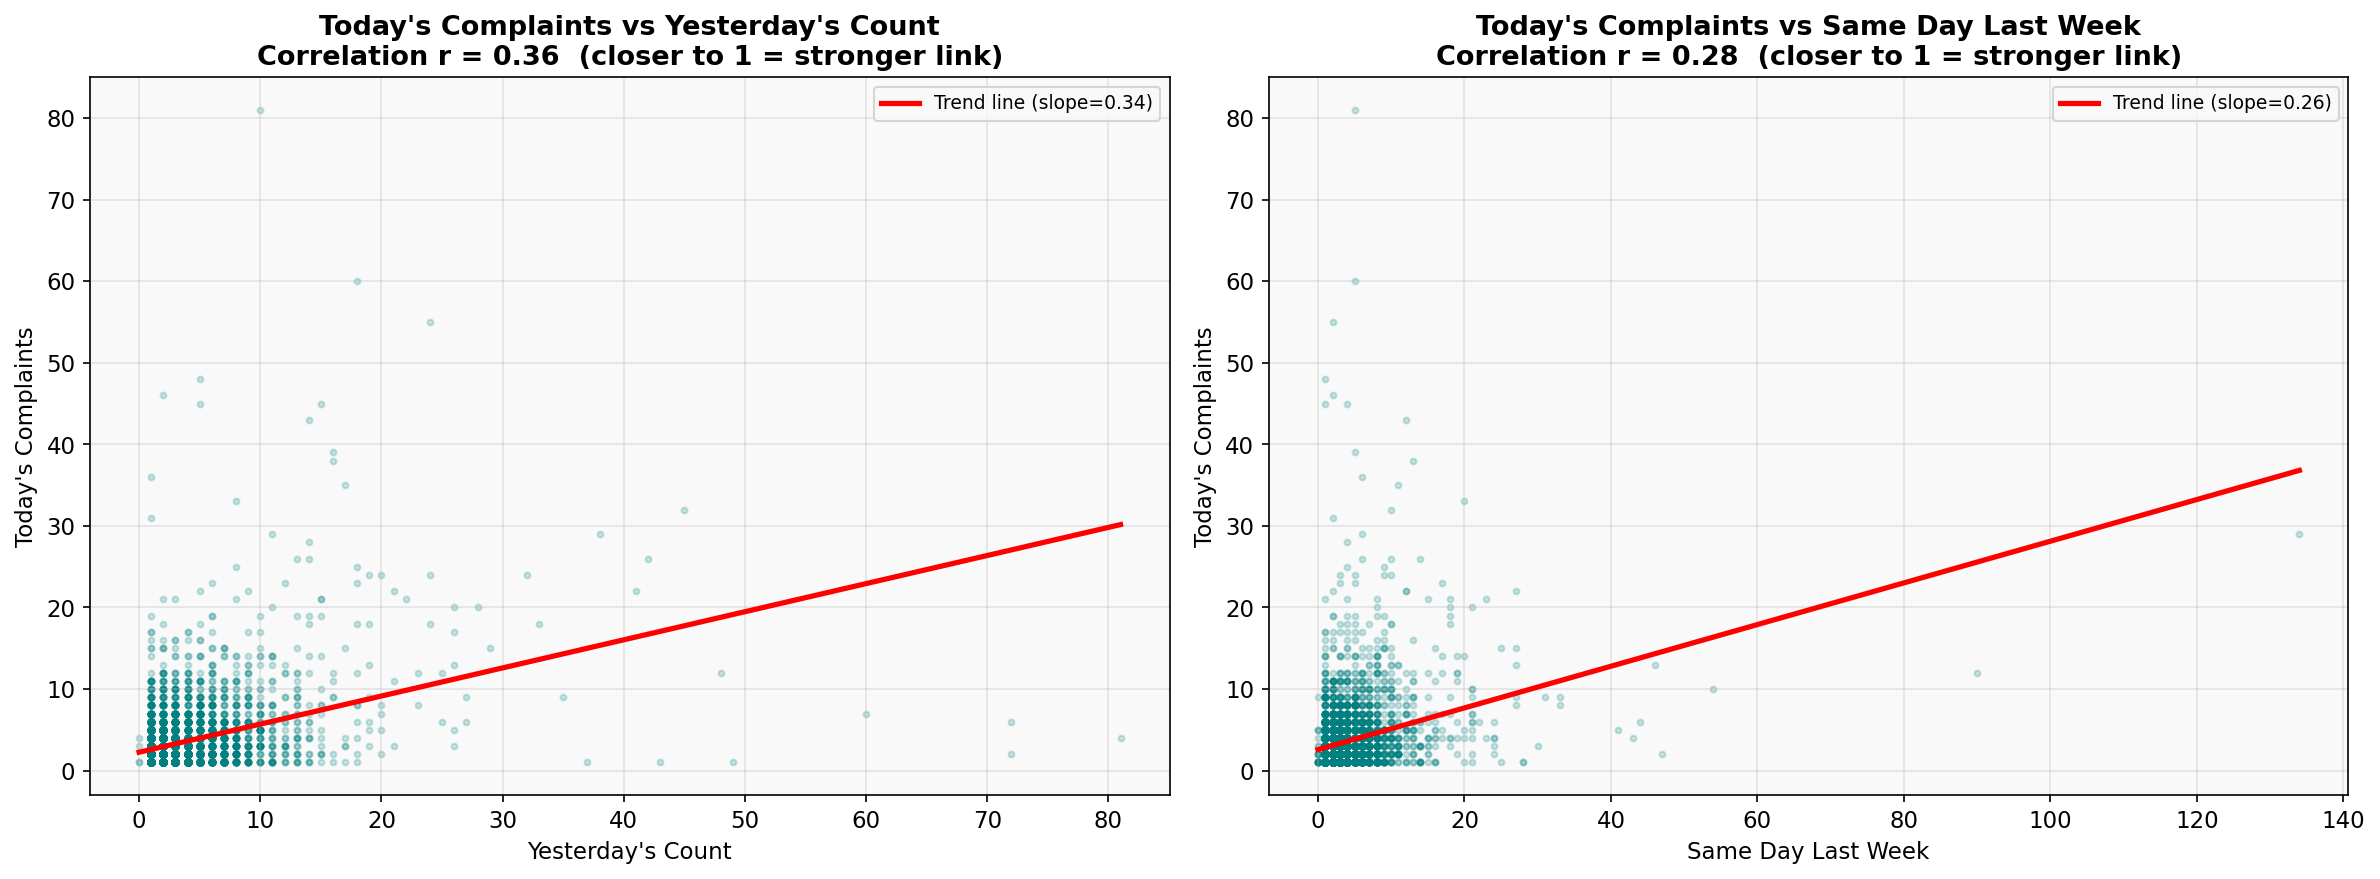 Today's Complaints vs Yesterday's Count
Correlation r = 0.36  (closer to 1 = stronger link)
Trend line (slope=0.34)
Today's Complaints
80
70
60
50
40
30
20
10
0
0 10 20 30 40 50 60 70 80
Yesterday's Count
Today's Complaints vs Same Day Last Week
Correlation r = 0.28  (closer to 1 = stronger link)
Trend line (slope=0.26)
Today's Complaints
80
70
60
50
40
30
20
10
0
0 20 40 60 80 100 120 140
Same Day Last Week